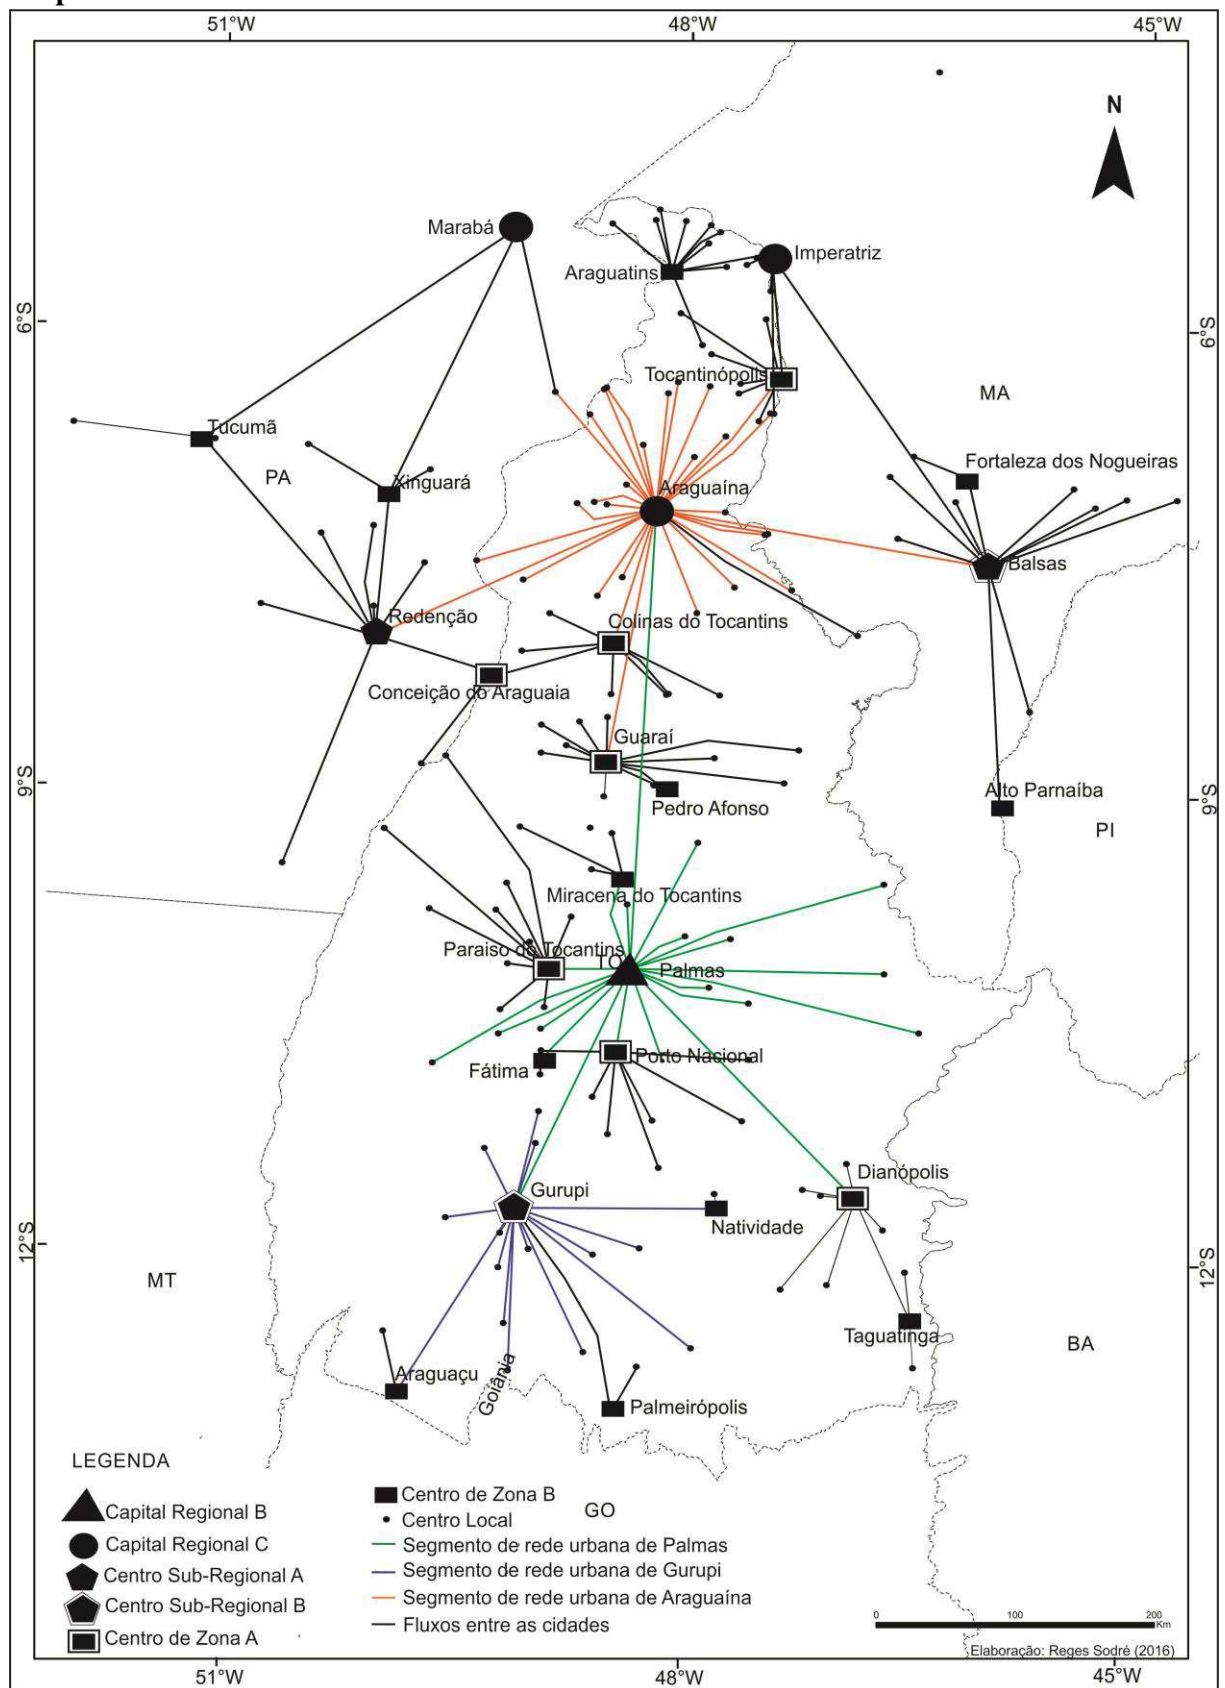 51°W 48°W 45°W
N
Marabá
Imperatriz
Araguatins
6°S 6°S
Tocantinópolis
MA
Tucumã
Fortaleza dos Nogueiras
PA
Xinguará
Araguaína
Balsas
Redenção
Colinas do Tocantins
Conceição do Araguaia
Guaraí
9°S 9°S
Alto Parnaíba
Pedro Afonso
PI
Miracena do Tocantins
Paraiso do Tocantins
TO
Palmas
Porto Nacional
Fátima
Dianópolis
Gurupi
Natividade
12°S 12°S
MT
Taguatinga
BA
Araguaçu
Goiânia
Palmeirópolis
LEGENDA
Capital Regional B
Capital Regional C
Centro Sub-Regional A
Centro Sub-Regional B
Centro de Zona A
Centro de Zona B
GO
Centro Local
Segmento de rede urbana de Palmas
Segmento de rede urbana de Gurupi
Segmento de rede urbana de Araguaína
Fluxos entre as cidades
0 100 200
Km
Elaboração: Reges Sodré (2016)
51°W 48°W 45°W